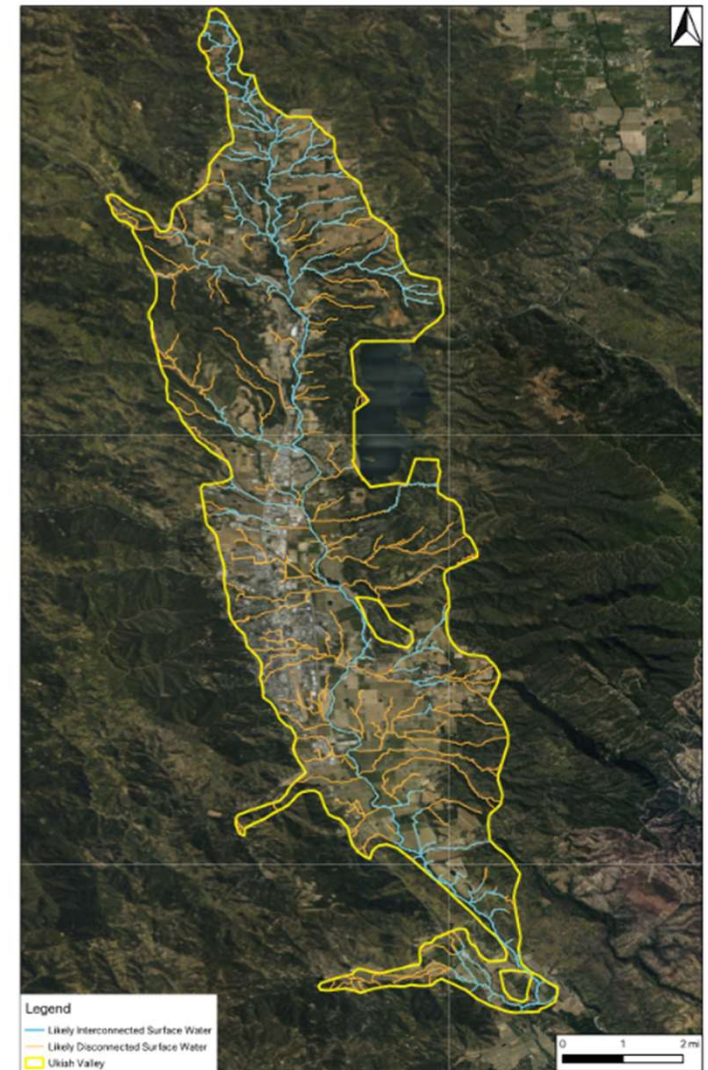 Legend
Likely Interconnected Surface Water
Likely Disconnected Surface Water
Ukiah Valley
0 1 2 mi